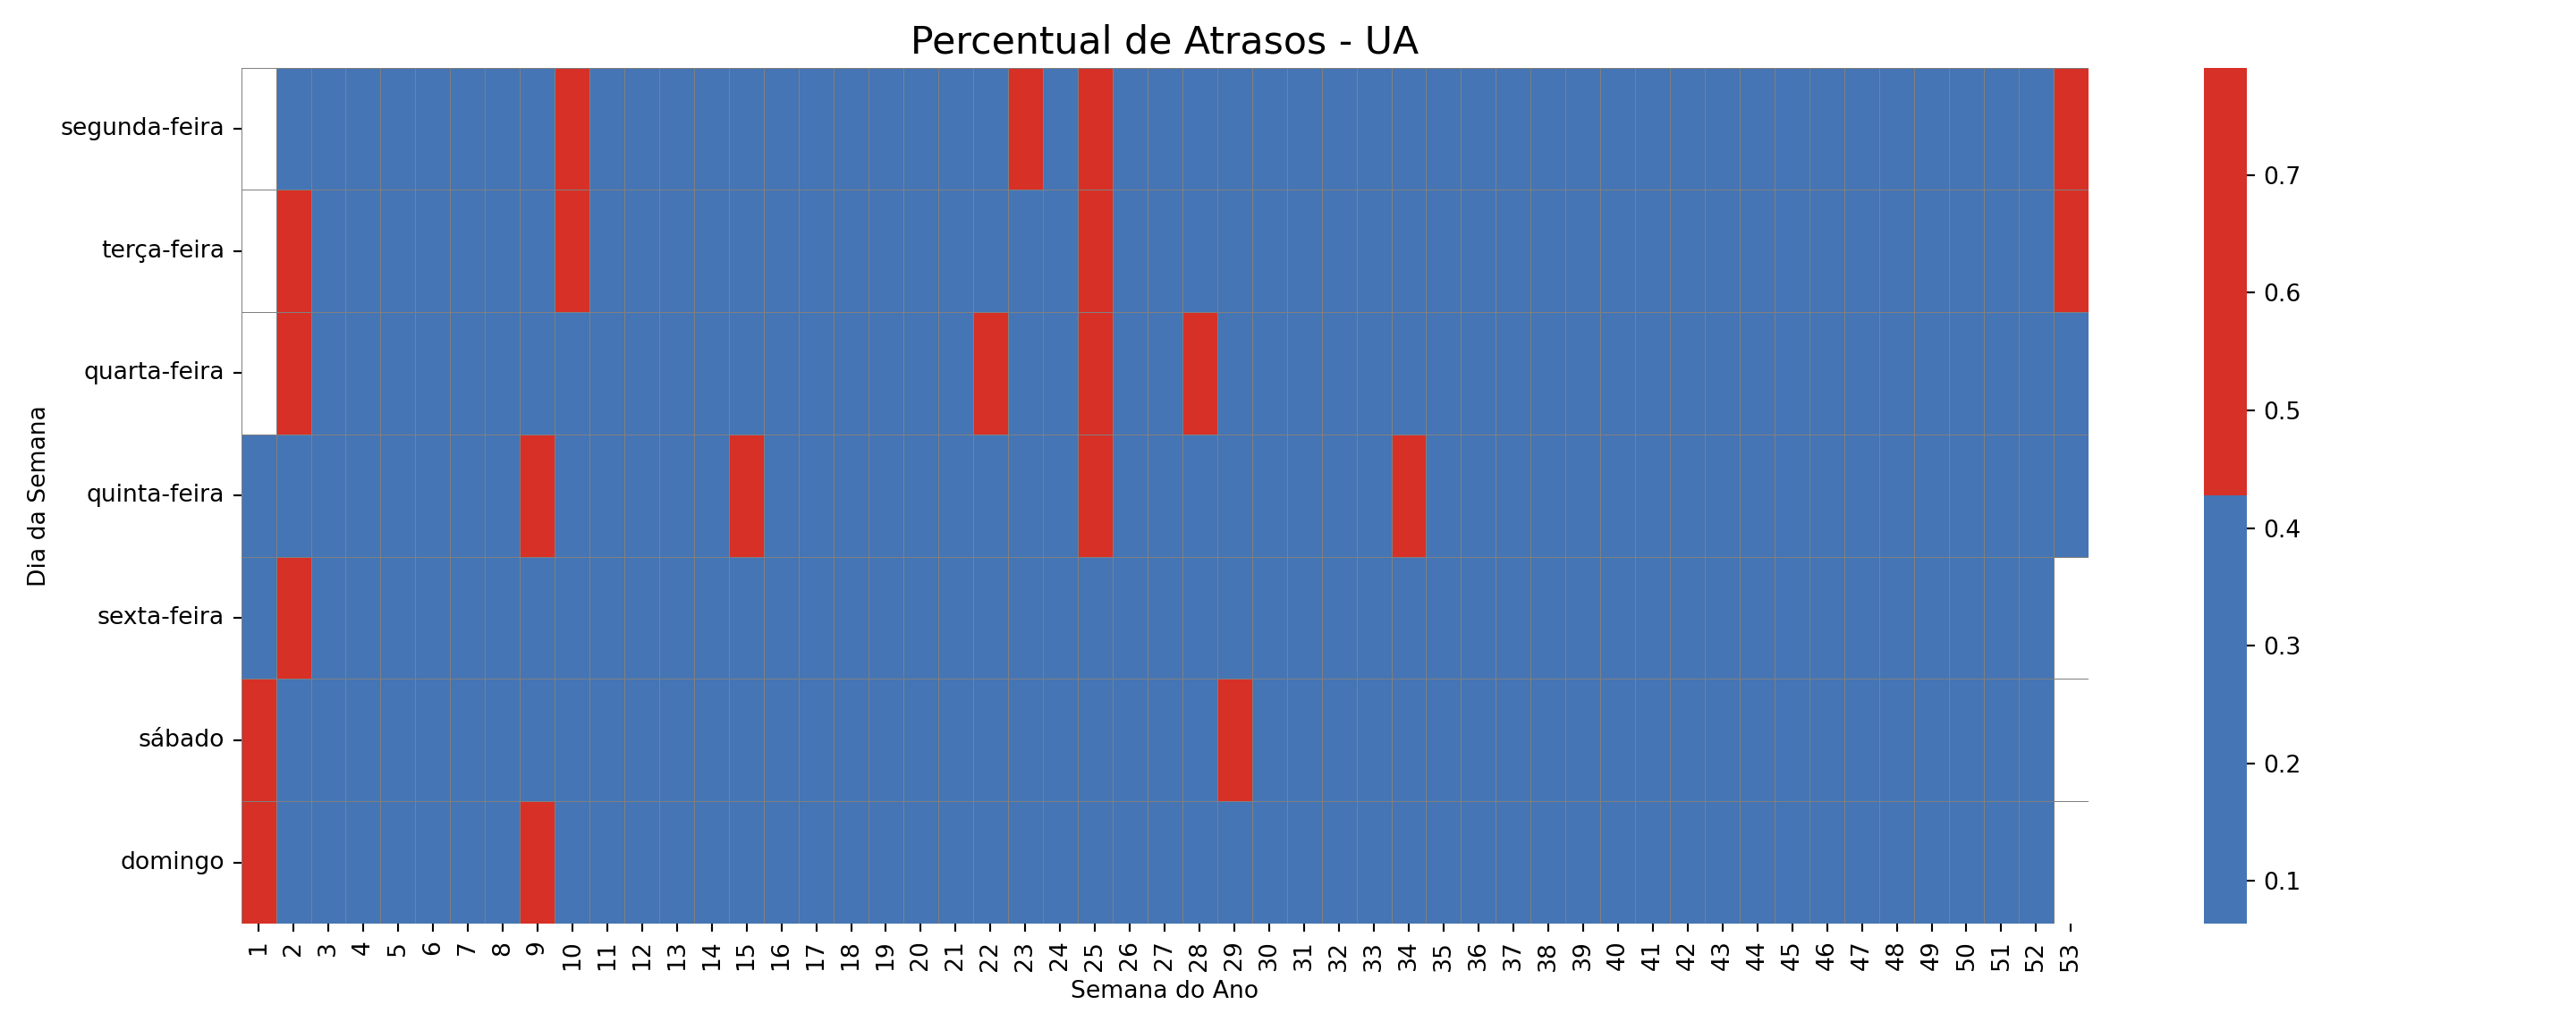 Percentual de Atrasos - UA
segunda-feira
terça-feira
quarta-feira
quinta-feira
sexta-feira
sábado
domingo
Dia da Semana
1 2 3 4 5 6 7 8 9 10 11 12 13 14 15 16 17 18 19 20 21 22 23 24 25 26 27 28 29 30 31 32 33 34 35 36 37 38 39 40 41 42 43 44 45 46 47 48 49 50 51 52 53
Semana do Ano
0.7
0.6
0.5
0.4
0.3
0.2
0.1